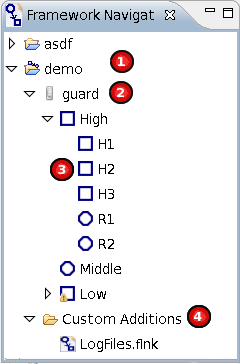 Framework Navigat
asdf
demo
1
guard
2
High
H1
3
H2
H3
R1
R2
Middle
Low
Custom Additions
4
LogFiles.flnk